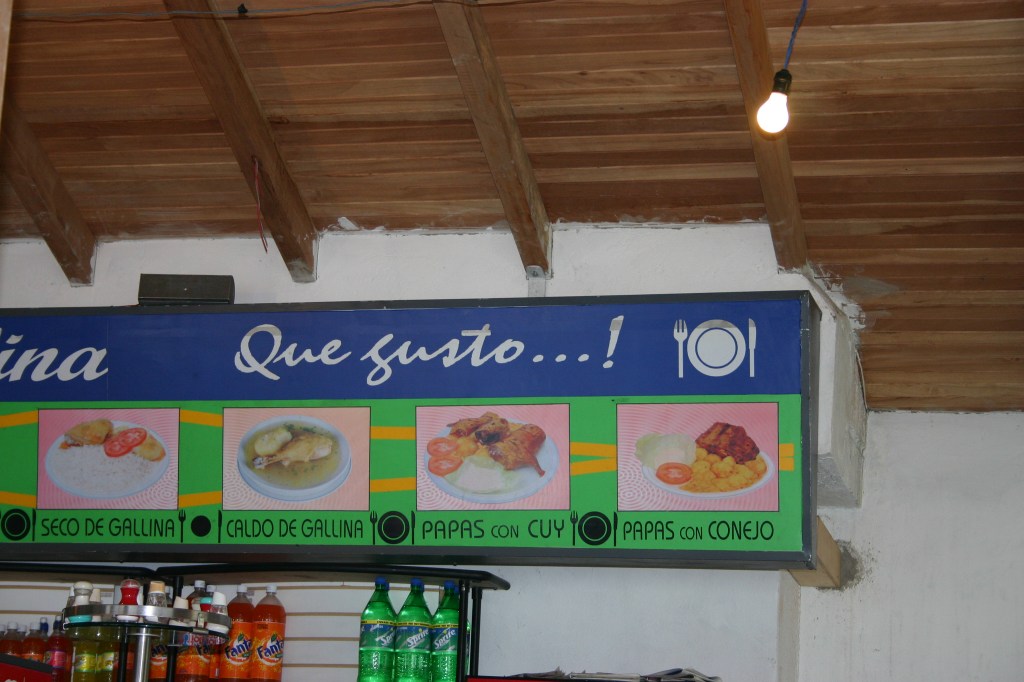 Que gusto...!
SECO DE GALLINA
CALDO DE GALLINA
PAPAS CON CUY
PAPAS CON CONEJO
Fanta
Fanta
Sprite
Sprite
Sprite